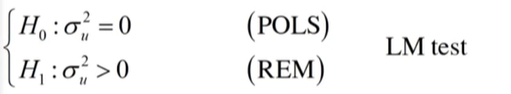 H₀ : σ²ᵤ = 0 (POLS)
LM test
H₁ : σ²ᵤ > 0 (REM)